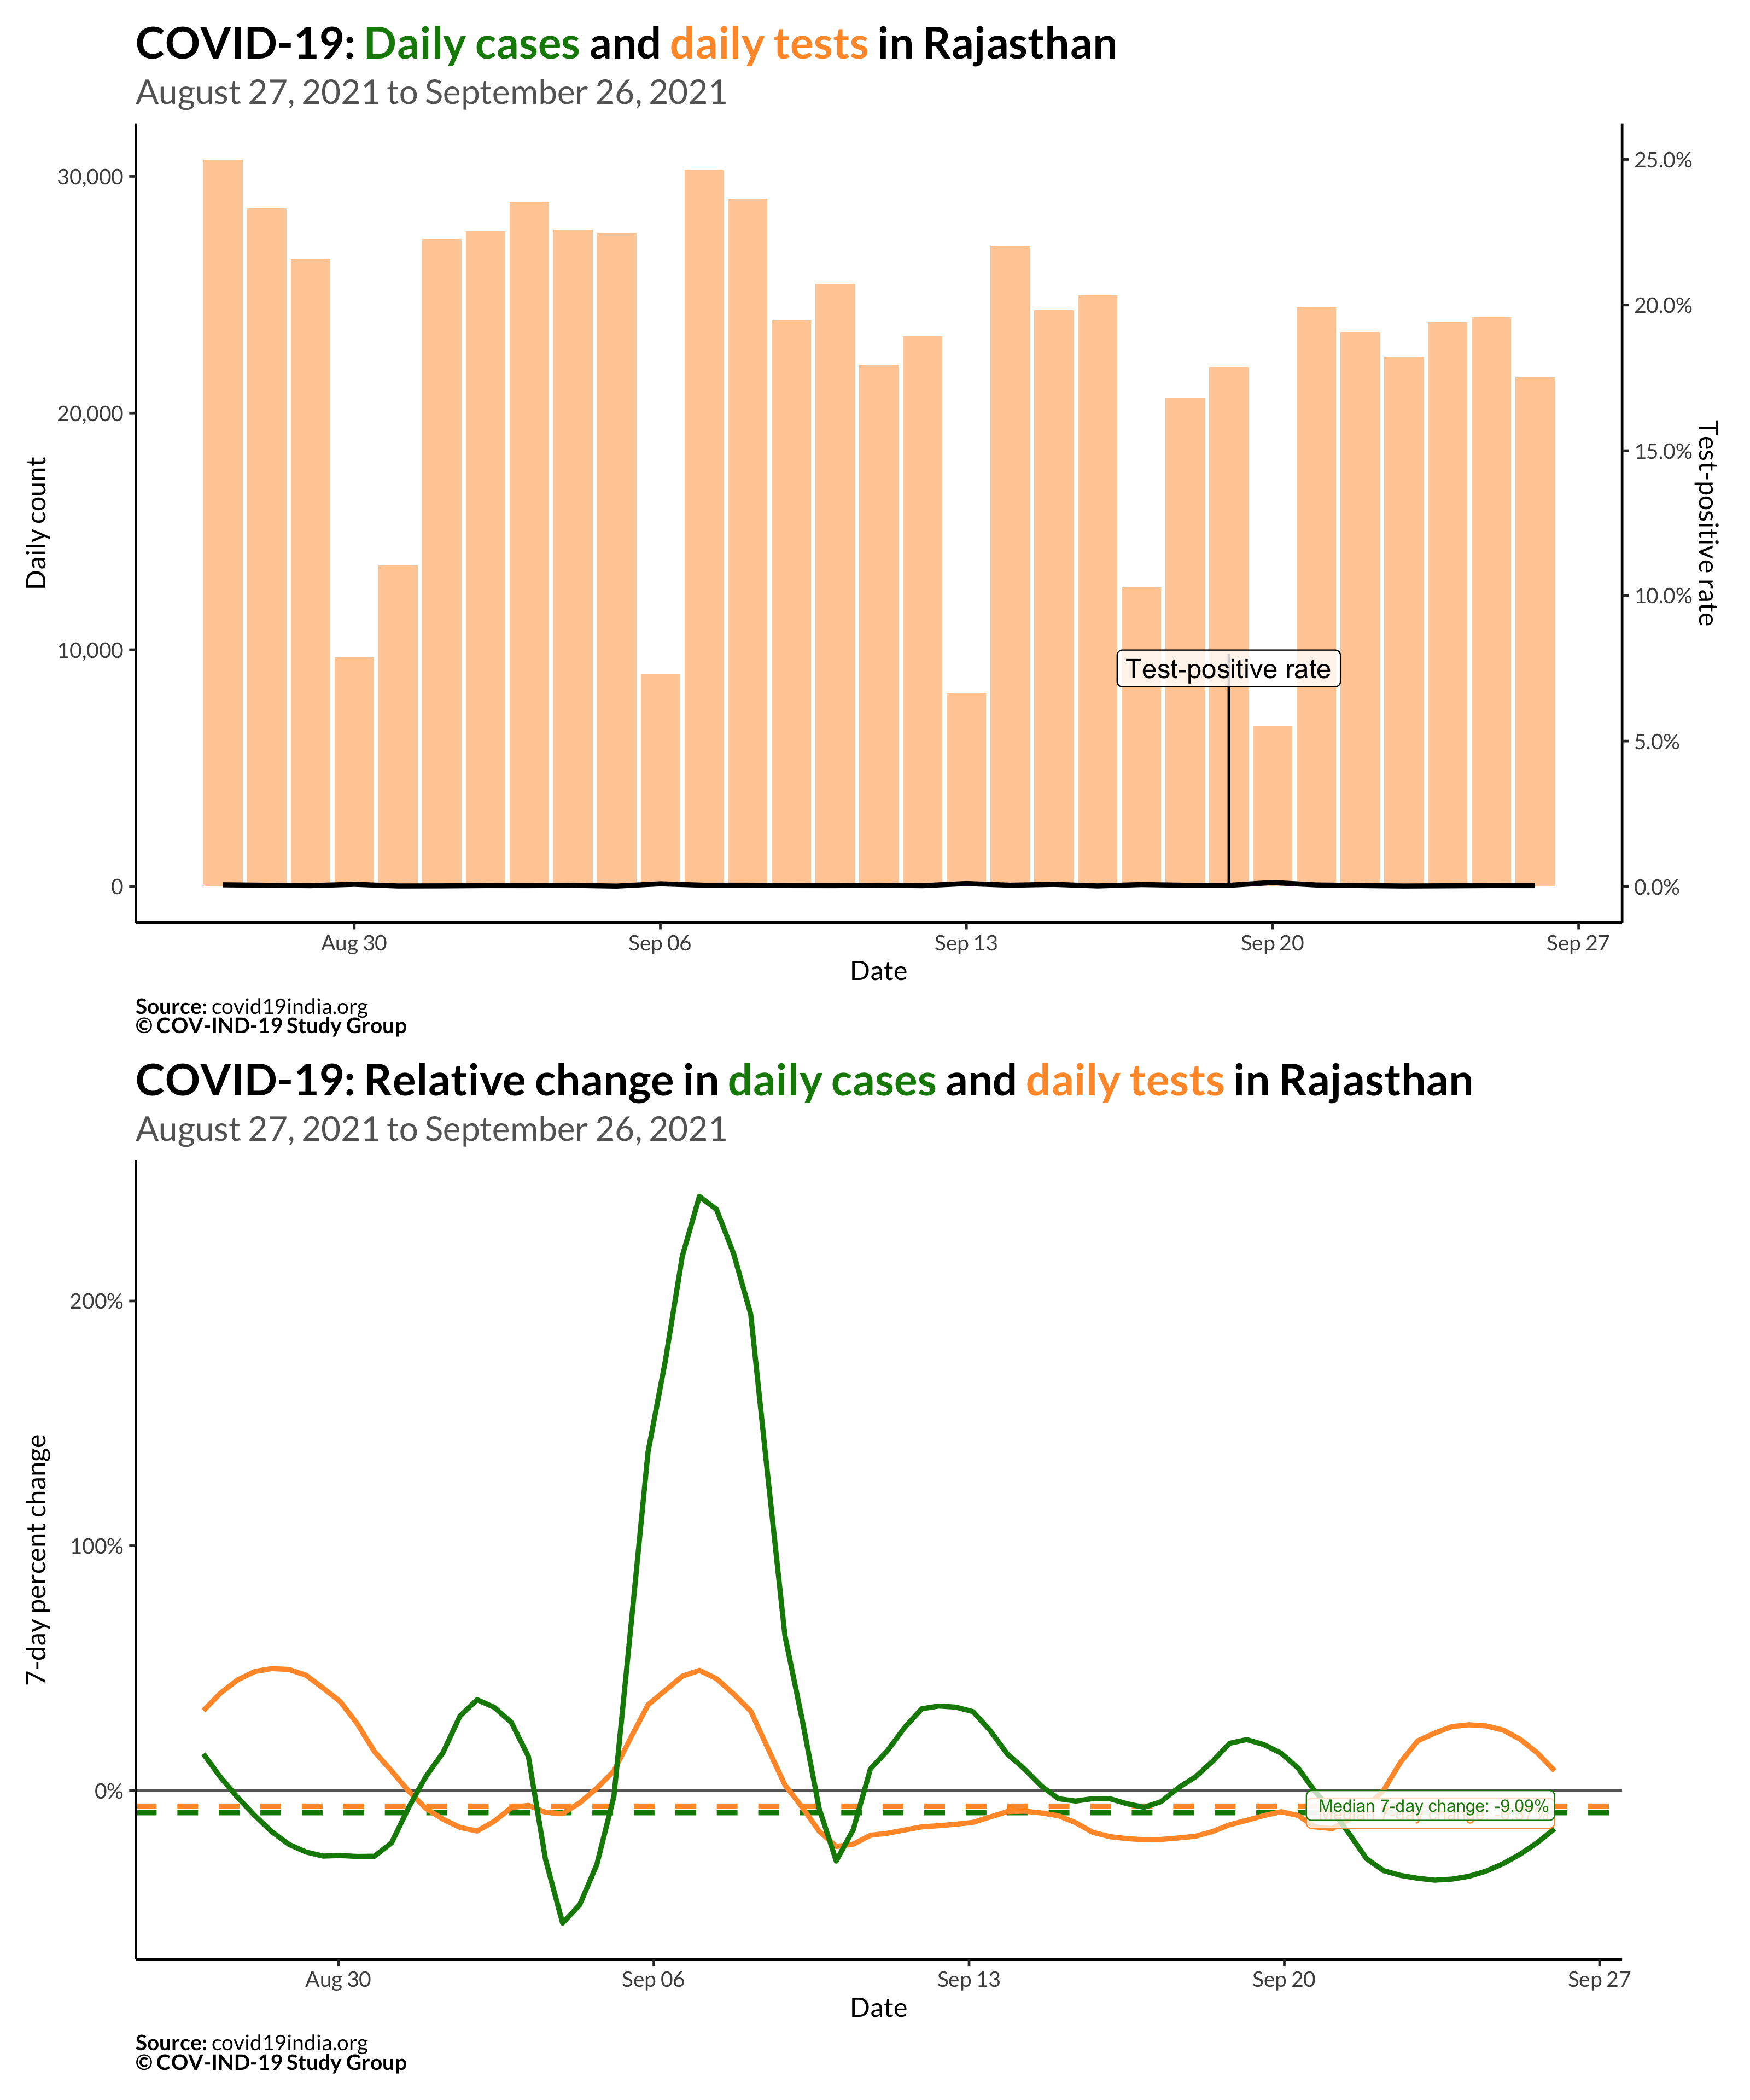 COVID-19: Daily cases and daily tests in Rajasthan
August 27, 2021 to September 26, 2021
30,000
20,000
10,000
0
Daily count
25.0%
20.0%
15.0%
10.0%
5.0%
0.0%
Test-positive rate
Test-positive rate
Aug 30
Sep 06
Sep 13
Sep 20
Sep 27
Date
Source: covid19india.org
© COV-IND-19 Study Group
COVID-19: Relative change in daily cases and daily tests in Rajasthan
August 27, 2021 to September 26, 2021
200%
100%
0%
7-day percent change
Median 7-day change: -9.09%
Aug 30
Sep 06
Sep 13
Sep 20
Sep 27
Date
Source: covid19india.org
© COV-IND-19 Study Group